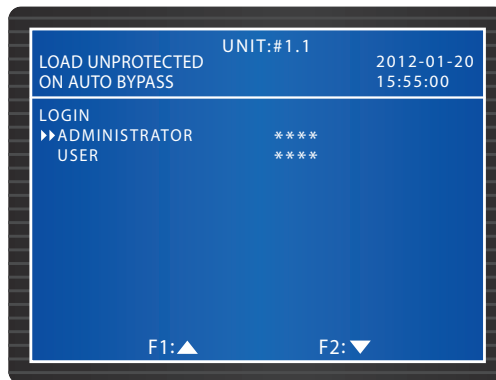 UNIT:#1.1
LOAD UNPROTECTED 2012-01-20
ON AUTO BYPASS 15:55:00
LOGIN
▸▸ADMINISTRATOR ****
USER ****
F1:▲ F2:▼